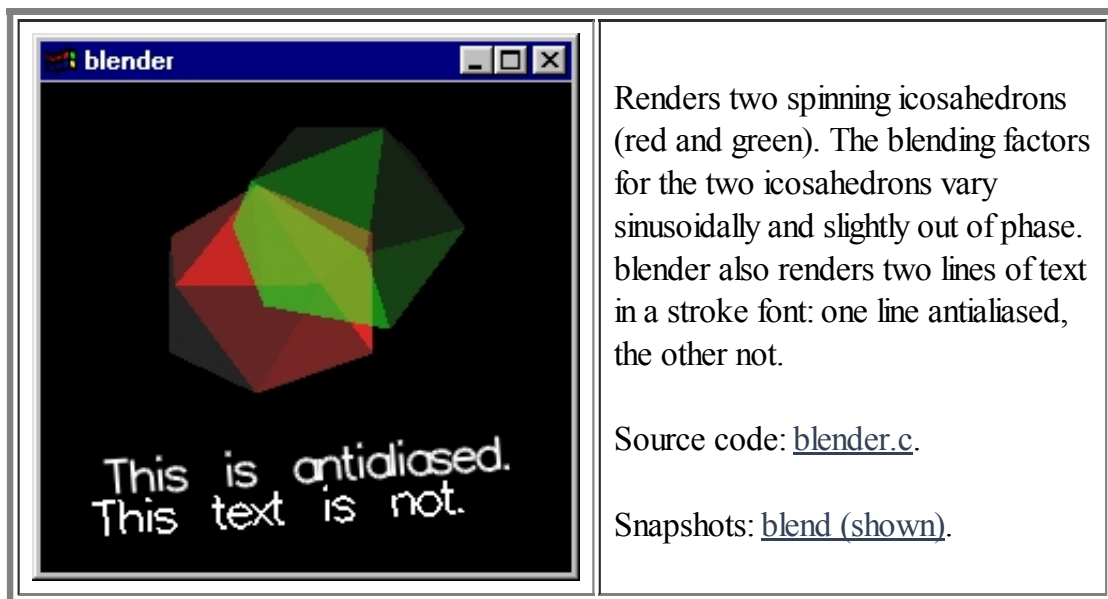 blender
This is antialiased.
This text is not.
Renders two spinning icosahedrons
(red and green). The blending factors
for the two icosahedrons vary
sinusoidally and slightly out of phase.
blender also renders two lines of text
in a stroke font: one line antialiased,
the other not.
Source code: blender.c.
Snapshots: blend (shown).